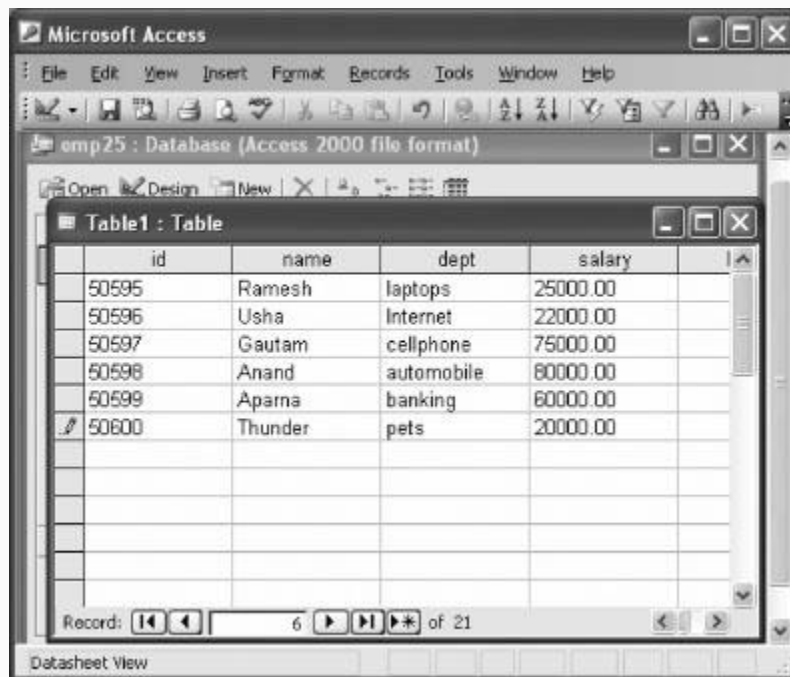 Microsoft Access
File Edit View Insert Format Records Tools Window Help
emp25 : Database (Access 2000 file format)
Open Design New
Table1 : Table
id name dept salary
50595 Ramesh laptops 25000.00
50596 Usha Internet 22000.00
50597 Gautam cellphone 75000.00
50598 Anand automobile 80000.00
50599 Aparna banking 60000.00
50600 Thunder pets 20000.00
Record: 6 of 21
Datasheet View